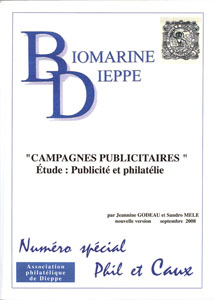 BIOMARINE
DIEPPE
"CAMPAGNES PUBLICITAIRES "
Étude : Publicité et philatélie
par Jeannine GODEAU et Sandro MELE
nouvelle version septembre 2008
Numéro spécial
Association
philatélique
de Dieppe
Phil et Caux